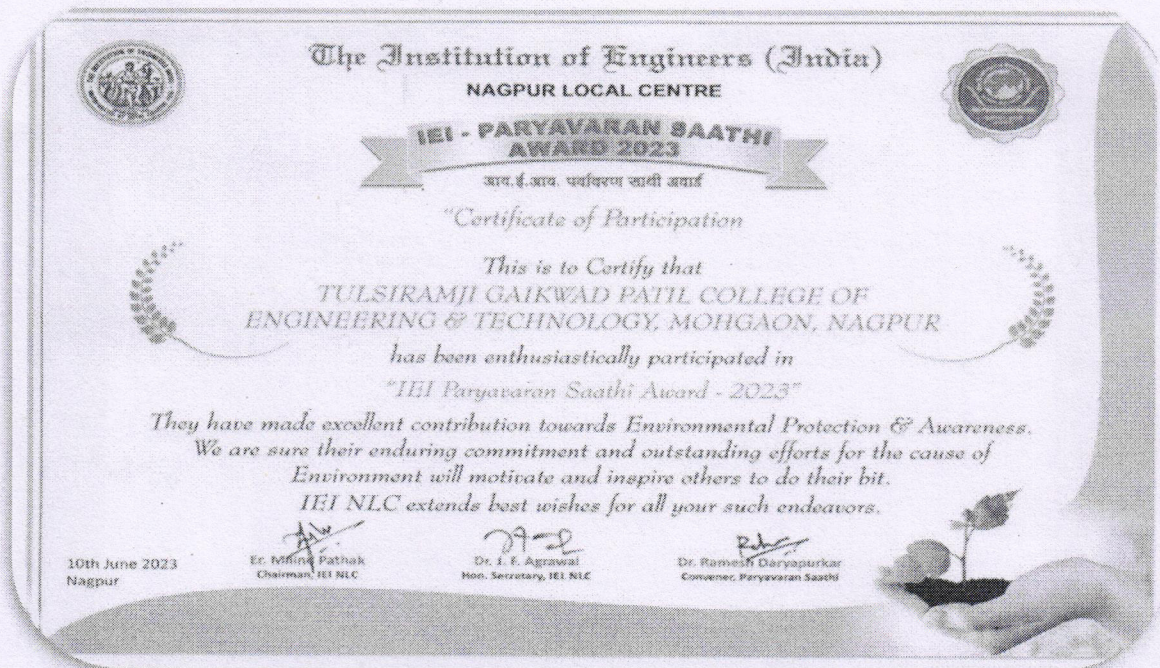 The Institution of Engineers (India)
NAGPUR LOCAL CENTRE
IEI - PARYAVARAN SAATHI
AWARD 2023
आय.ई.आय. पर्यावरण साथी अवार्ड
"Certificate of Participation
This is to Certify that
TULSIRAMJI GAIKWAD PATIL COLLEGE OF
ENGINEERING & TECHNOLOGY, MOHGAON, NAGPUR
has been enthusiastically participated in
"IEI Paryavaran Saathi Award - 2023"
They have made excellent contribution towards Environmental Protection & Awareness.
We are sure their enduring commitment and outstanding efforts for the cause of
Environment will motivate and inspire others to do their bit.
IEI NLC extends best wishes for all your such endeavors.
10th June 2023
Nagpur
Er. Pathak
Chairman, IEI NLC
Dr. Agrawal
Hon. Secretary, IEI NLC
Dr. Ramesh Daryapurkar
Convener, Paryavaran Saathi